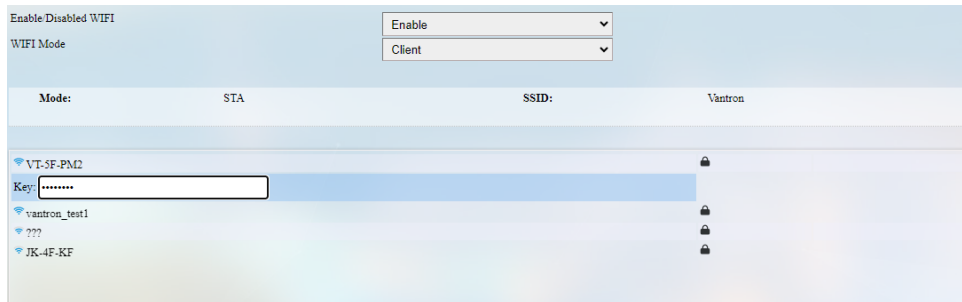 Enable/Disabled WIFI Enable
WIFI Mode Client
Mode: STA SSID: Vantron
VT-5F-PM2
Key: ••••••••
vantron_test1
???
JK-4F-KF